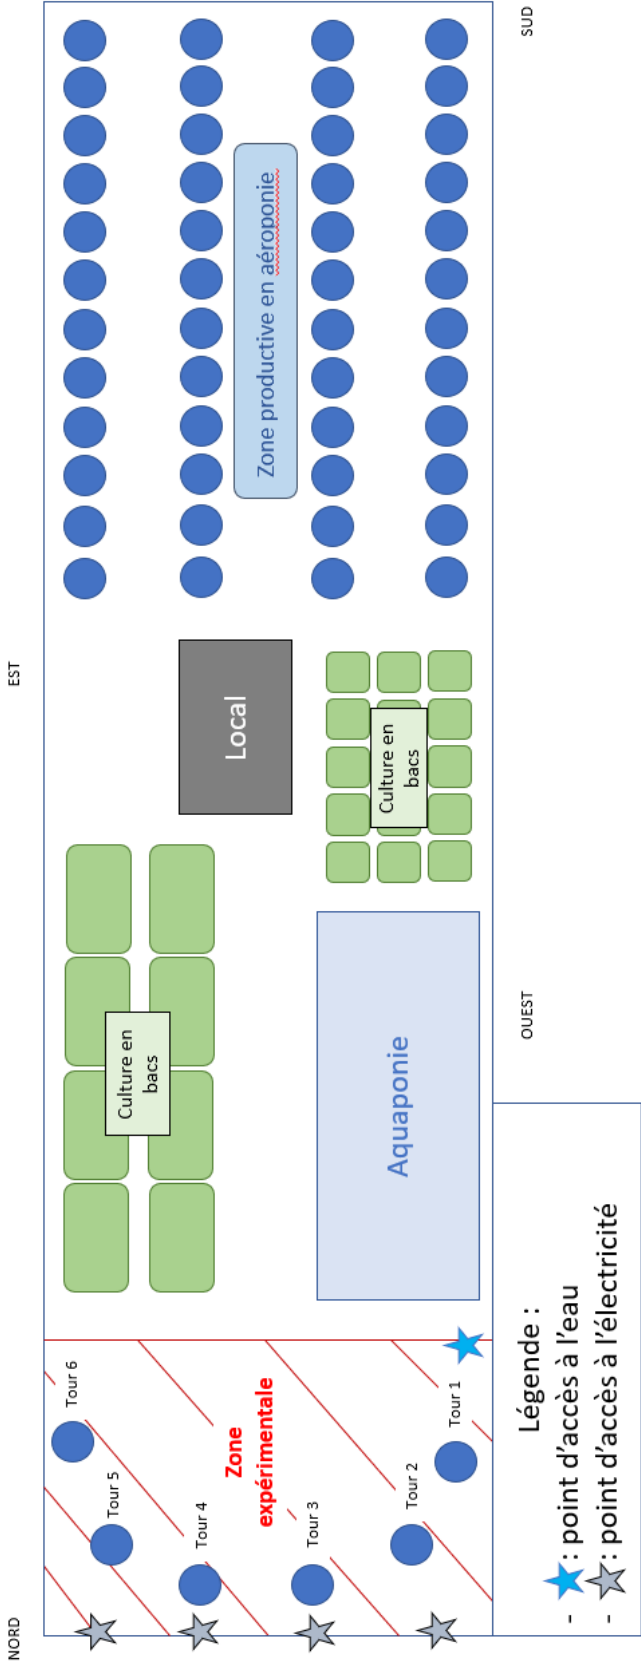 NORD
EST
SUD
OUEST
Tour 6
Tour 5
Tour 4
Tour 3
Tour 2
Tour 1
Zone
expérimentale
Culture en
bacs
Aquaponie
Local
Culture en
bacs
Zone productive en aéroponie
Légende :
- : point d'accès à l'eau
- : point d'accès à l'électricité